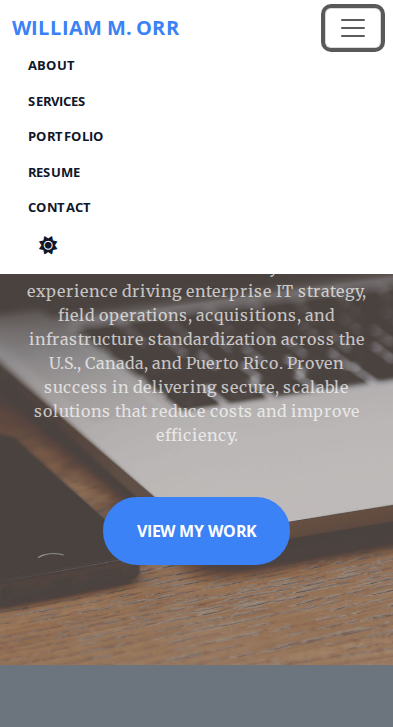 WILLIAM M. ORR
ABOUT
SERVICES
PORTFOLIO
RESUME
CONTACT
experience driving enterprise IT strategy,
field operations, acquisitions, and
infrastructure standardization across the
U.S., Canada, and Puerto Rico. Proven
success in delivering secure, scalable
solutions that reduce costs and improve
efficiency.
VIEW MY WORK